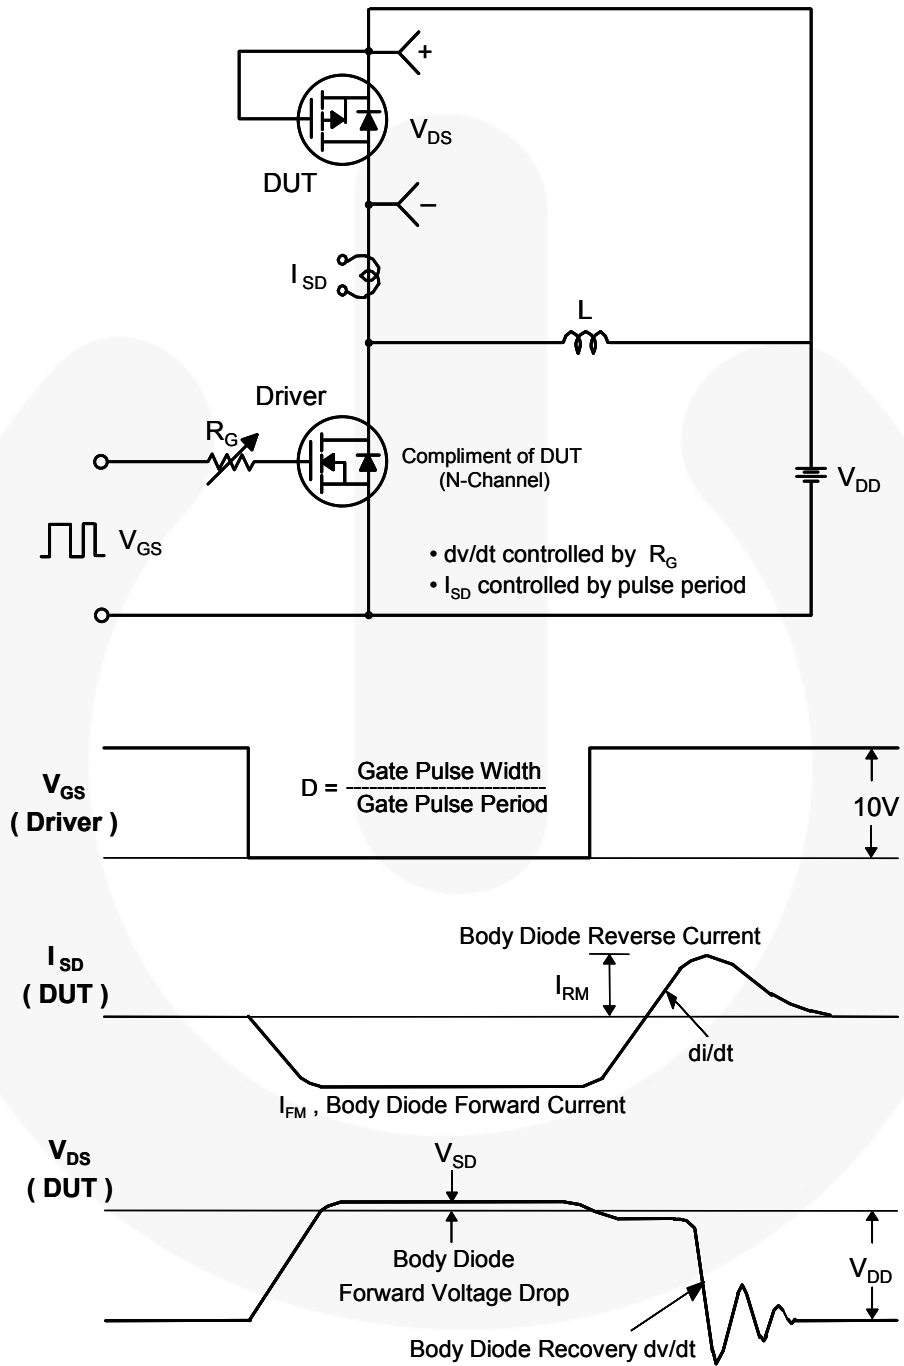 +
V_DS
DUT
–
I_SD
L
Driver
R_G
Compliment of DUT
(N-Channel)
V_DD
V_GS
• dv/dt controlled by R_G
• I_SD controlled by pulse period
V_GS
( Driver )
D = Gate Pulse Width
Gate Pulse Period
10V
I_SD
( DUT )
Body Diode Reverse Current
I_RM
di/dt
I_FM , Body Diode Forward Current
V_DS
( DUT )
V_SD
Body Diode
Forward Voltage Drop
V_DD
Body Diode Recovery dv/dt